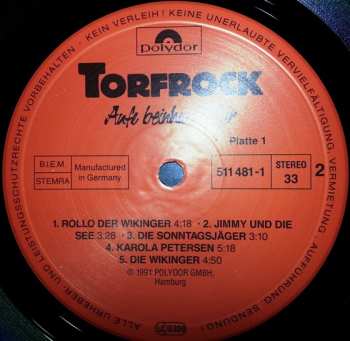 ALLE URHEBER- UND LEISTUNGSSCHUTZRECHTE VORBEHALTEN · KEIN VERLEIH! KEINE UNERLAUBTE VERVIELFÄLTIGUNG, VERMIETUNG, AUFFÜHRUNG, SENDUNG!
Polydor
TORFROCK
Aufe
Platte 1
B.I.E.M.
STEMRA
Manufactured
in Germany
511 481-1
STEREO
33
2
1. ROLLO DER WIKINGER 4:18 · 2. JIMMY UND DIE
SEE 3:28 · 3. DIE SONNTAGSJÄGER 3:10
4. KAROLA PETERSEN 5:18
5. DIE WIKINGER 4:50
℗ 1991 POLYDOR GMBH,
Hamburg